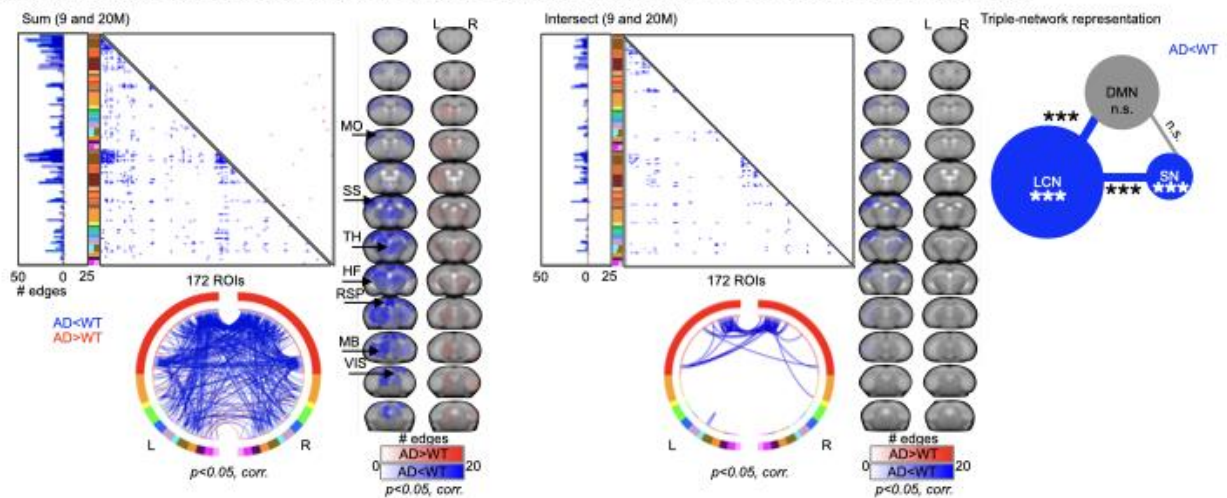 Sum (9 and 20M)
L R
MO
SS
TH
HF
RSP
MB
VIS
50 0 25
# edges
172 ROIs
AD<WT
AD>WT
L R
p<0.05, corr.
# edges
AD>WT
0 20
AD<WT
p<0.05, corr.
Intersect (9 and 20M)
L R
50 0 25
# edges
172 ROIs
L R
p<0.05, corr.
# edges
AD>WT
0 20
AD<WT
p<0.05, corr.
Triple-network representation
AD<WT
DMN
n.s.
***
n.s.
LCN
***
***
SN
***